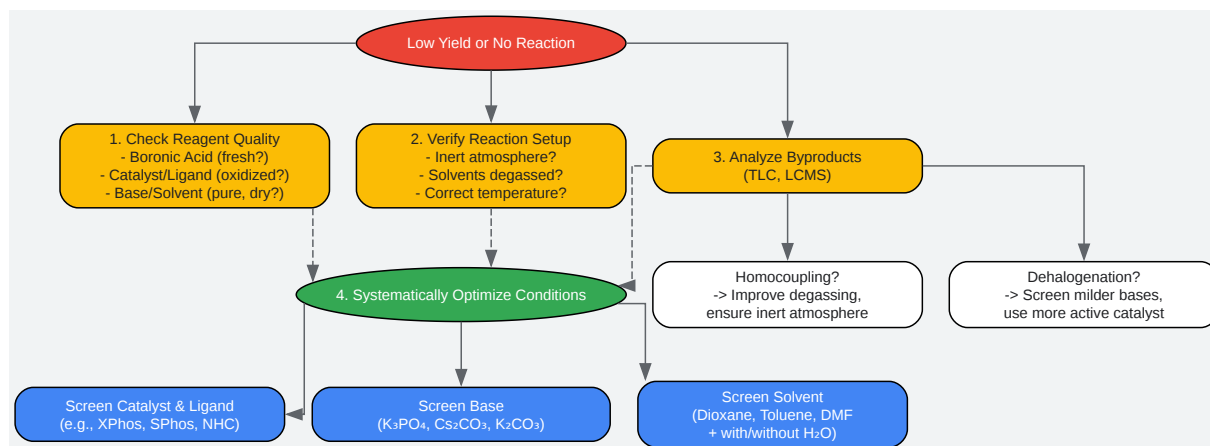 Low Yield or No Reaction
1. Check Reagent Quality
- Boronic Acid (fresh?)
- Catalyst/Ligand (oxidized?)
- Base/Solvent (pure, dry?)
2. Verify Reaction Setup
- Inert atmosphere?
- Solvents degassed?
- Correct temperature?
3. Analyze Byproducts
(TLC, LCMS)
Homocoupling?
-> Improve degassing,
ensure inert atmosphere
Dehalogenation?
-> Screen milder bases,
use more active catalyst
4. Systematically Optimize Conditions
Screen Catalyst & Ligand
(e.g., XPhos, SPhos, NHC)
Screen Base
(K₃PO₄, Cs₂CO₃, K₂CO₃)
Screen Solvent
(Dioxane, Toluene, DMF
+ with/without H₂O)